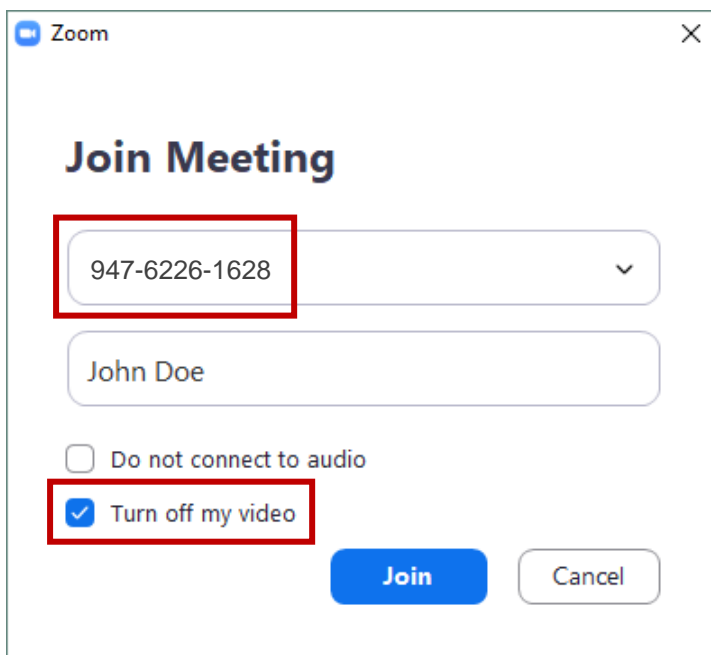 Zoom
Join Meeting
947-6226-1628
John Doe
Do not connect to audio
Turn off my video
Join Cancel